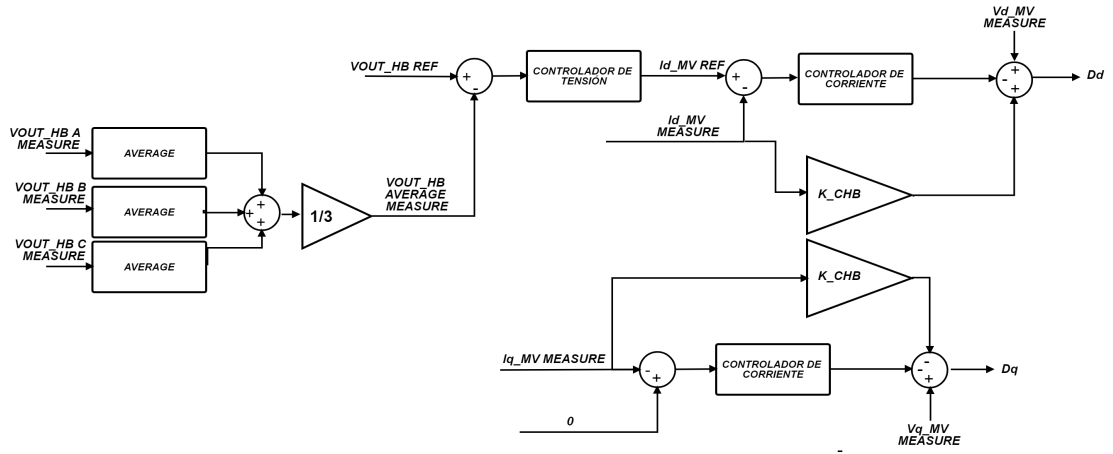 Vd_MV
MEASURE
VOUT_HB REF
+
-
CONTROLADOR DE
TENSIÓN
Id_MV REF
+
-
CONTROLADOR DE
CORRIENTE
-
+
+
Dd
Id_MV
MEASURE
VOUT_HB A
MEASURE
AVERAGE
VOUT_HB B
MEASURE
AVERAGE
VOUT_HB C
MEASURE
AVERAGE
+
+
+
1/3
VOUT_HB
AVERAGE
MEASURE
K_CHB
K_CHB
Iq_MV MEASURE
-
+
CONTROLADOR DE
CORRIENTE
-
-
+
Dq
0
Vq_MV
MEASURE
-